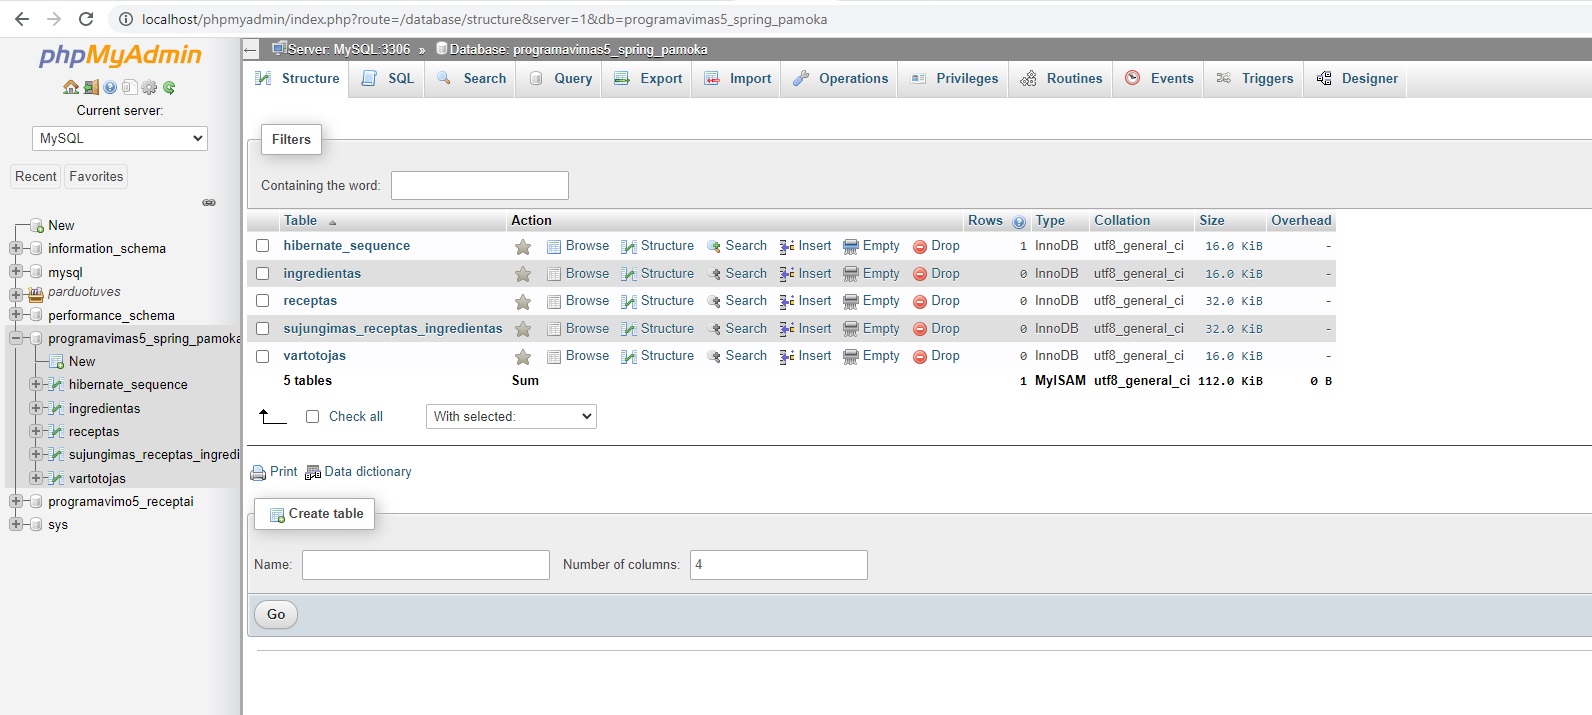 localhost/phpmyadmin/index.php?route=/database/structure&server=1&db=programavimas5_spring_pamoka
phpMyAdmin
Current server:
MySQL
Recent Favorites
New
information_schema
mysql
parduotuves
performance_schema
programavimas5_spring_pamoka
New
hibernate_sequence
ingredientas
receptas
sujungimas_receptas_ingredi
vartotojas
programavimo5_receptai
sys
Server: MySQL:3306 » Database: programavimas5_spring_pamoka
Structure SQL Search Query Export Import Operations Privileges Routines Events Triggers Designer
Filters
Containing the word:
Table Action Rows Type Collation Size Overhead
hibernate_sequence Browse Structure Search Insert Empty Drop 1 InnoDB utf8_general_ci 16.0 KiB -
ingredientas Browse Structure Search Insert Empty Drop 0 InnoDB utf8_general_ci 16.0 KiB -
receptas Browse Structure Search Insert Empty Drop 0 InnoDB utf8_general_ci 32.0 KiB -
sujungimas_receptas_ingredientas Browse Structure Search Insert Empty Drop 0 InnoDB utf8_general_ci 32.0 KiB -
vartotojas Browse Structure Search Insert Empty Drop 0 InnoDB utf8_general_ci 16.0 KiB -
5 tables Sum 1 MyISAM utf8_general_ci 112.0 KiB 0 B
Check all With selected:
Print Data dictionary
Create table
Name: Number of columns: 4
Go